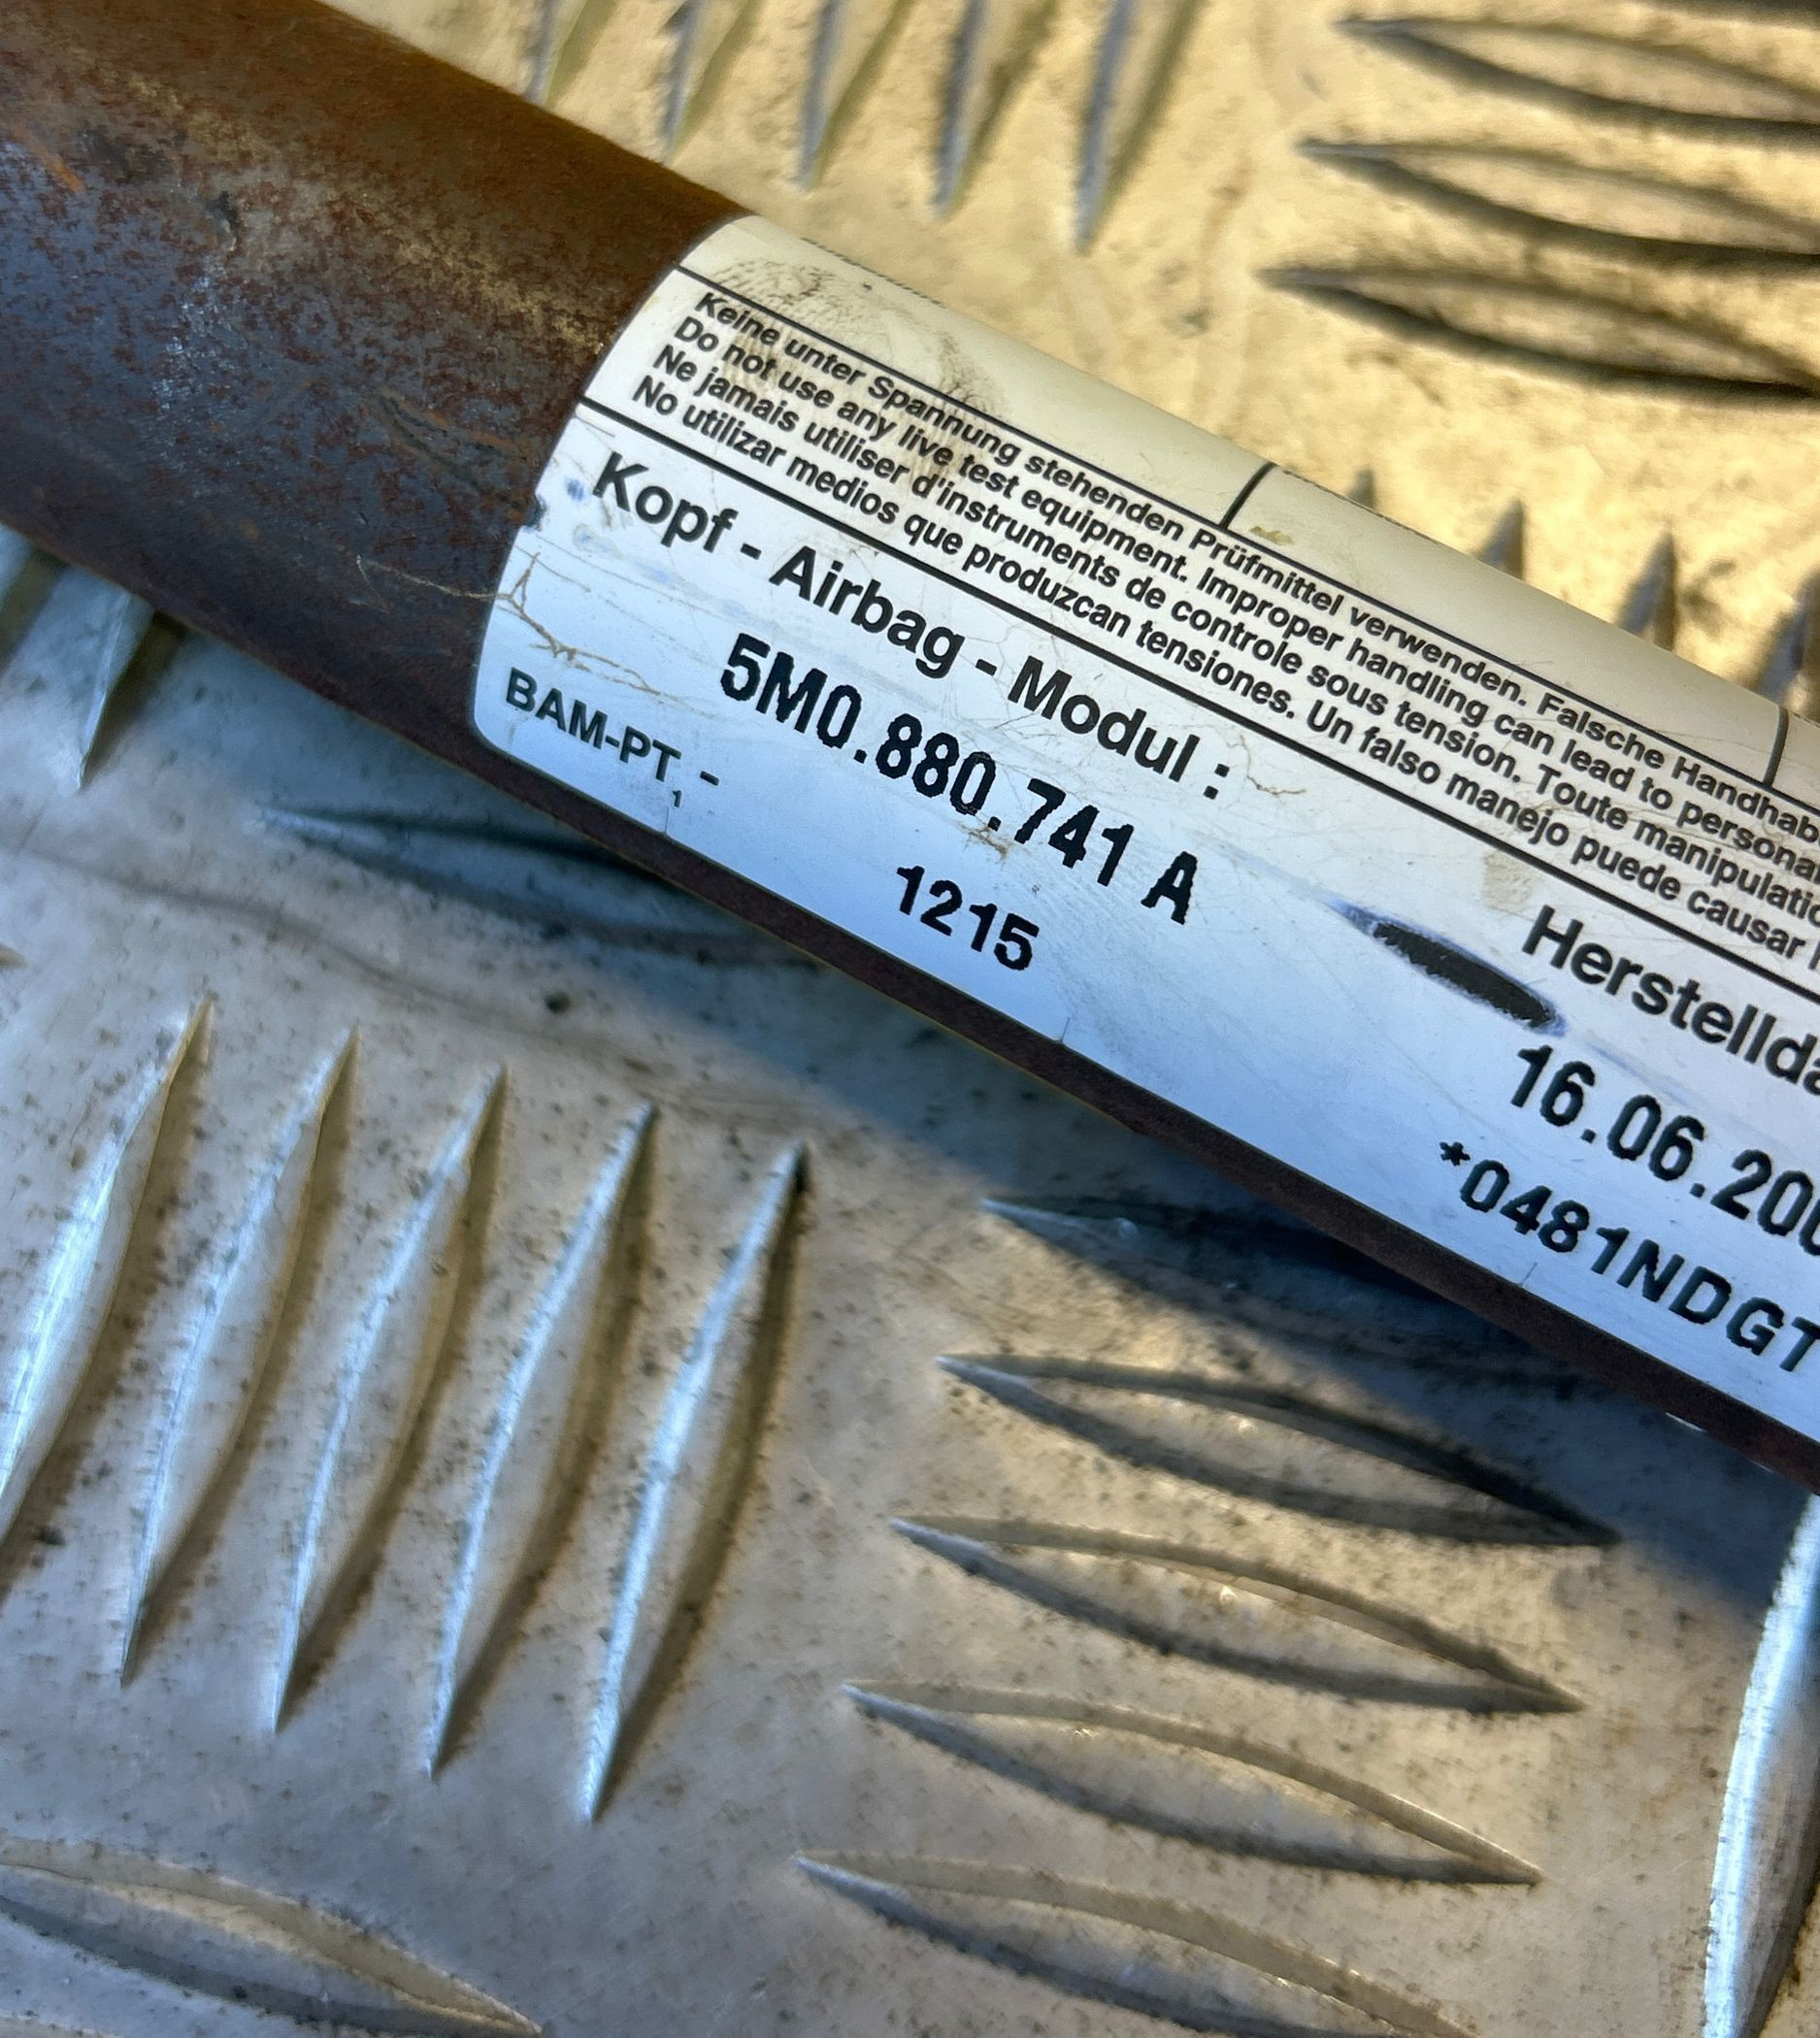 Keine unter Spannung stehenden Prüfmittel verwenden. Falsche Handhab
Do not use any live test equipment. Improper handling can lead to persona
Ne jamais utiliser d'instruments de controle sous tension. Toute manipulatio
No utilizar medios que produzcan tensiones. Un falso manejo puede causar
Kopf - Airbag - Modul :
5M0.880.741 A
BAM-PT1 -
1215
Herstellda
16.06.200
*0481NDGT